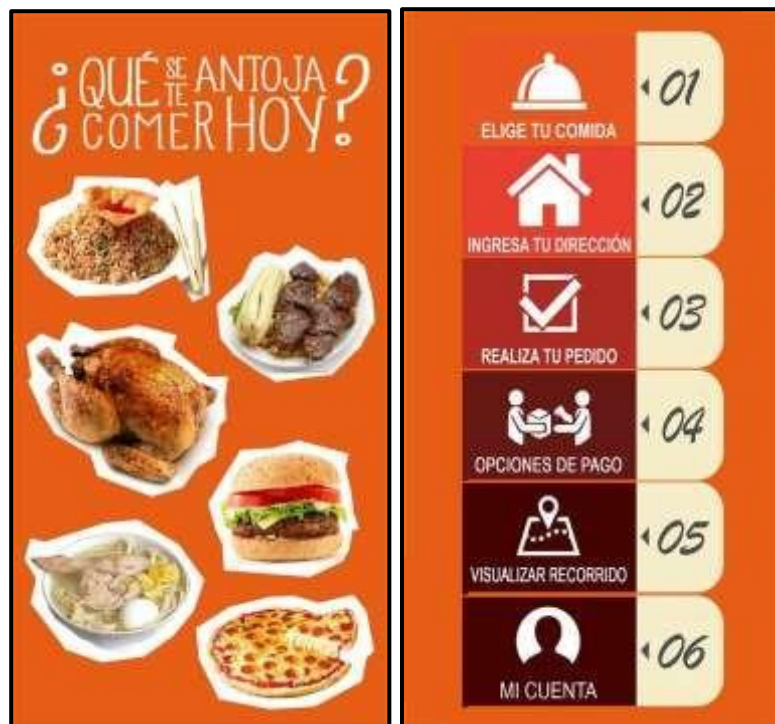 ¿QUÉ SE TE ANTOJA
COMER HOY?
ELIGE TU COMIDA
01
INGRESA TU DIRECCIÓN
02
REALIZA TU PEDIDO
03
OPCIONES DE PAGO
04
VISUALIZAR RECORRIDO
05
MI CUENTA
06